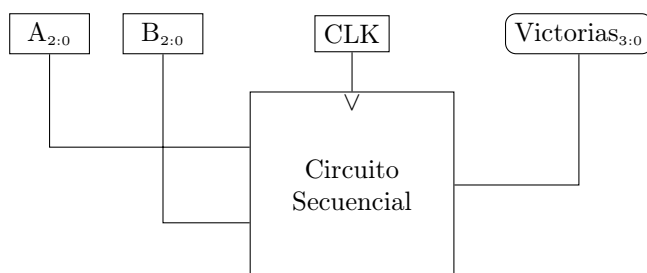 A2:0
B2:0
CLK
Victorias3:0
Circuito
Secuencial